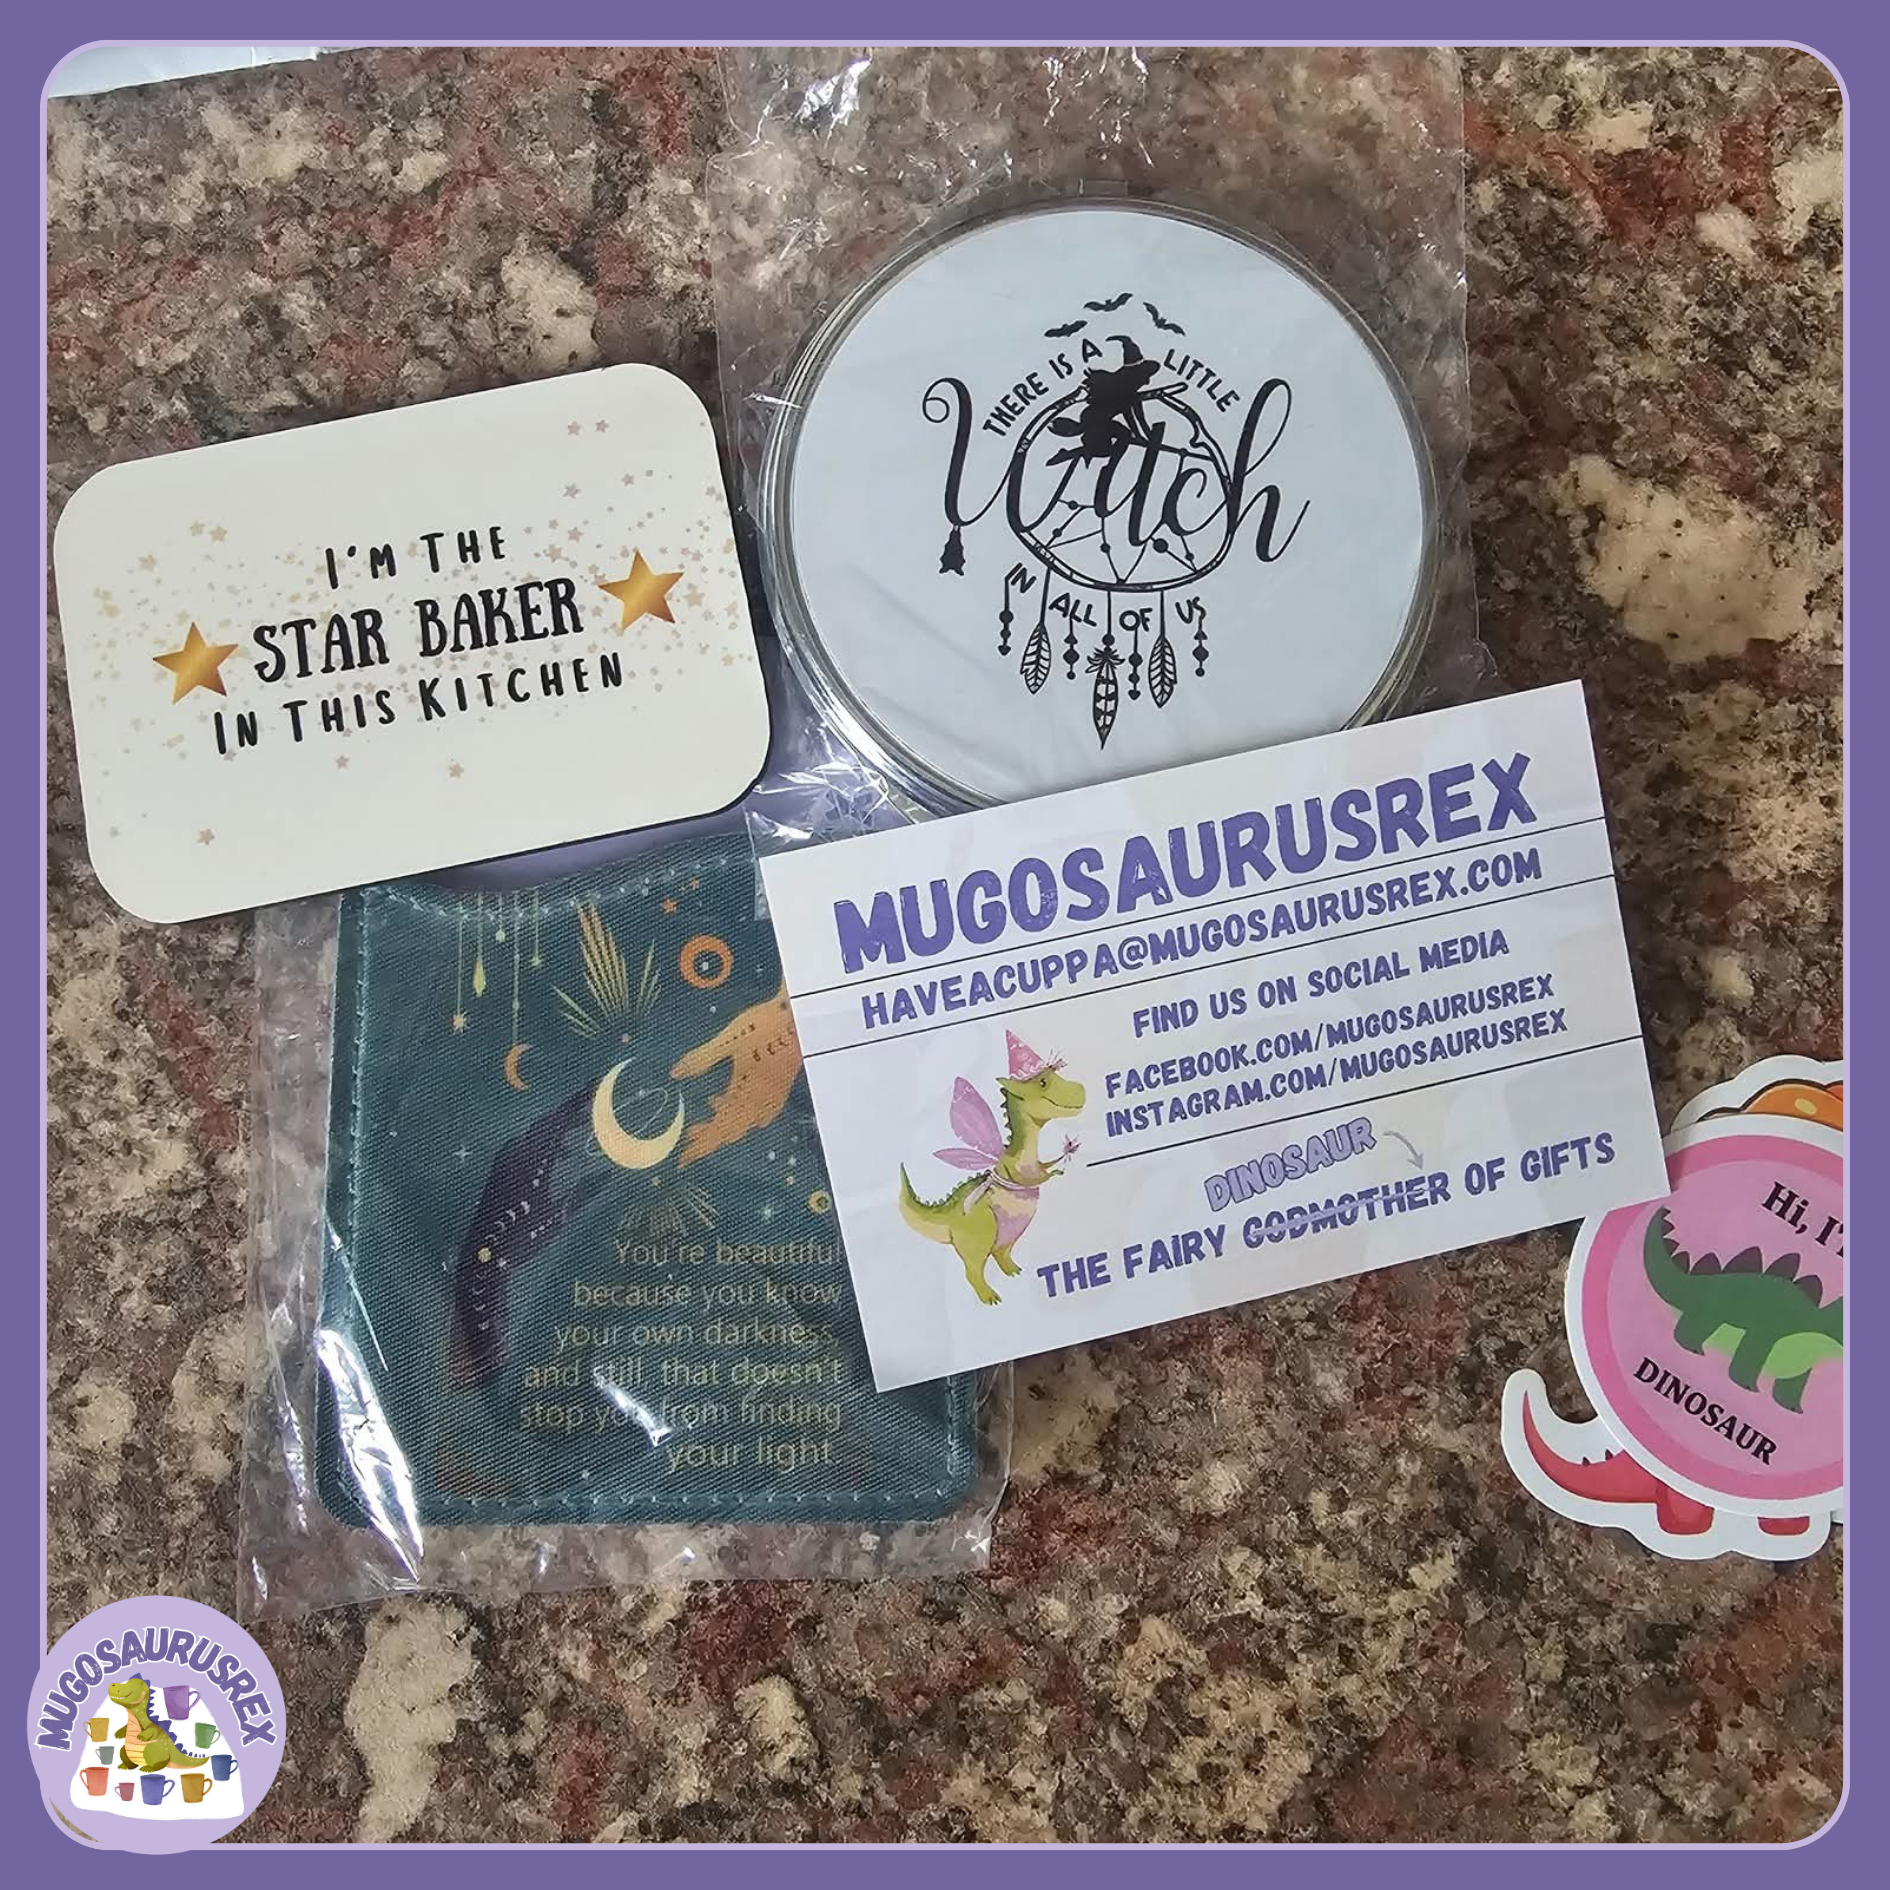 I'M THE
STAR BAKER
IN THIS KITCHEN
THERE IS A LITTLE
Witch
IN ALL OF US
MUGOSAURUSREX
HAVEACUPPA@MUGOSAURUSREX.COM
FIND US ON SOCIAL MEDIA
FACEBOOK.COM/MUGOSAURUSREX
INSTAGRAM.COM/MUGOSAURUSREX
DINOSAUR
THE FAIRY GODMOTHER OF GIFTS
You're beautiful
because you know
your own darkness,
and still, that doesn't
stop you from finding
your light.
Hi, I'
DINOSAUR
MUGOSAURUSREX